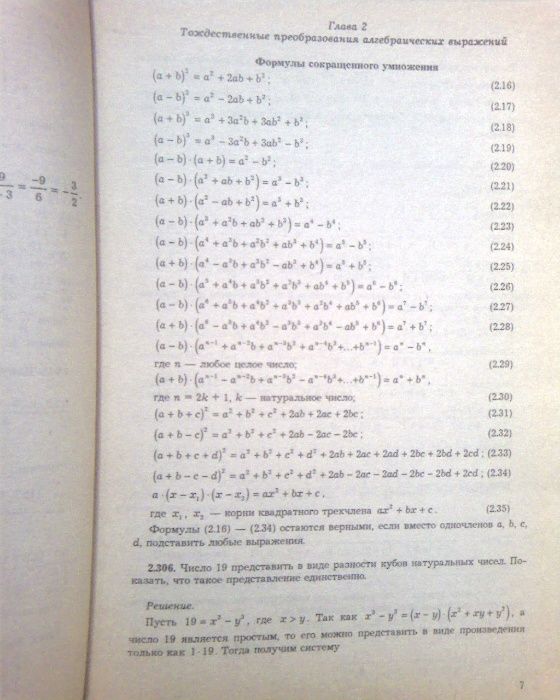 Глава 2
Тождественные преобразования алгебраических выражений
Формулы сокращенного умножения
(a + b)² = a² + 2ab + b² ; (2.16)
(a − b)² = a² − 2ab + b² ; (2.17)
(a + b)³ = a³ + 3a²b + 3ab² + b³ ; (2.18)
(a − b)³ = a³ − 3a²b + 3ab² − b³ ; (2.19)
(a − b)·(a + b) = a² − b² ; (2.20)
(a − b)·(a² + ab + b²) = a³ − b³ ; (2.21)
(a + b)·(a² − ab + b²) = a³ + b³ ; (2.22)
(a − b)·(a³ + a²b + ab² + b³) = a⁴ − b⁴ ; (2.23)
(a − b)·(a⁴ + a³b + a²b² + ab³ + b⁴) = a⁵ − b⁵ ; (2.24)
(a + b)·(a⁴ − a³b + a²b² − ab³ + b⁴) = a⁵ + b⁵ ; (2.25)
(a − b)·(a⁵ + a⁴b + a³b² + a²b³ + ab⁴ + b⁵) = a⁶ − b⁶ ; (2.26)
(a − b)·(a⁶ + a⁵b + a⁴b² + a³b³ + a²b⁴ + ab⁵ + b⁶) = a⁷ − b⁷ ; (2.27)
(a + b)·(a⁶ − a⁵b + a⁴b² − a³b³ + a²b⁴ − ab⁵ + b⁶) = a⁷ + b⁷ ; (2.28)
(a − b)·(aⁿ⁻¹ + aⁿ⁻²b + aⁿ⁻³b² + aⁿ⁻⁴b³ +...+bⁿ⁻¹) = aⁿ − bⁿ,
где n — любое целое число; (2.29)
(a + b)·(aⁿ⁻¹ − aⁿ⁻²b + aⁿ⁻³b² − aⁿ⁻⁴b³ +...+bⁿ⁻¹) = aⁿ + bⁿ,
где n = 2k + 1, k — натуральное число; (2.30)
(a + b + c)² = a² + b² + c² + 2ab + 2ac + 2bc ; (2.31)
(a + b − c)² = a² + b² + c² + 2ab − 2ac − 2bc ; (2.32)
(a + b + c + d)² = a² + b² + c² + d² + 2ab + 2ac + 2ad + 2bc + 2bd + 2cd ; (2.33)
(a + b − c − d)² = a² + b² + c² + d² + 2ab − 2ac − 2ad − 2bc − 2bd + 2cd ; (2.34)
a·(x − x₁)·(x − x₂) = ax² + bx + c ,
где x₁ , x₂ — корни квадратного трехчлена ax² + bx + c . (2.35)
Формулы (2.16) — (2.34) остаются верными, если вместо одночленов a, b, c,
d, подставить любые выражения.
2.306. Число 19 представить в виде разности кубов натуральных чисел. По-
казать, что такое представление единственно.
Решение.
Пусть 19 = x³ − y³ , где x > y. Так как x³ − y³ = (x − y)·(x² + xy + y²) , а
число 19 является простым, то его можно представить в виде произведения
только как 1·19. Тогда получим систему
7
= −9/6 = −3/2.